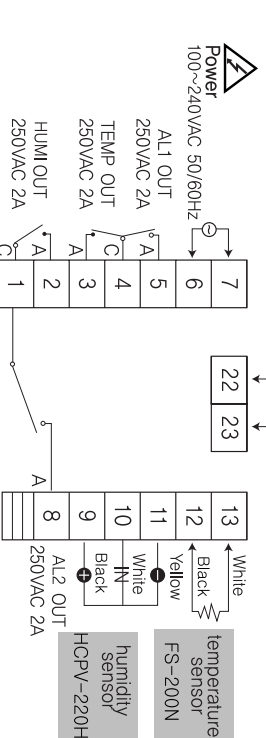 Power
100~240VAC 50/60Hz
AL1 OUT
250VAC 2A
TEMP OUT
250VAC 2A
HUMI OUT
250VAC 2A
A
C
A
A
C
7
6
5
4
3
2
1
22
23
13
12
11
10
9
8
A
White
Black
Yellow
White
IN
Black
AL2 OUT
250VAC 2A
temperature
sensor
FS-200N
humidity
sensor
HCPV-220H